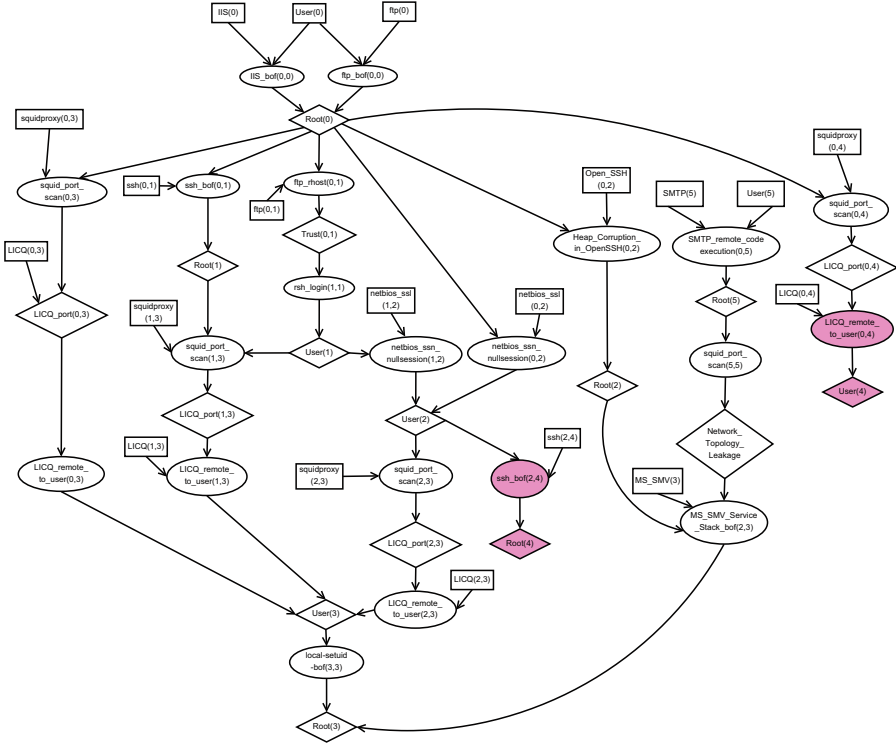 IIS(0)
User(0)
ftp(0)
IIS_bof(0,0)
ftp_bof(0,0)
Root(0)
squidproxy(0,3)
squid_port_
scan(0,3)
ssh(0,1)
ssh_bof(0,1)
ftp_rhost(0,1)
ftp(0,1)
Open_SSH
(0,2)
SMTP(5)
User(5)
squidproxy
(0,4)
squid_port_
scan(0,4)
Trust(0,1)
Heap_Corruption_
in_OpenSSH(0,2)
SMTP_remote_code
execution(0,5)
LICQ(0,3)
Root(1)
LICQ_port(0,4)
rsh_login(1,1)
netbios_ssl
(1,2)
netbios_ssl
(0,2)
Root(5)
LICQ(0,4)
LICQ_port(0,3)
squidproxy
(1,3)
LICQ_remote_
to_user(0,4)
squid_port_
scan(1,3)
User(1)
netbios_ssn_
nullsession(1,2)
netbios_ssn_
nullsession(0,2)
squid_port_
scan(5,5)
Root(2)
User(4)
LICQ_port(1,3)
User(2)
Network_
Topology_
Leakage
LICQ(1,3)
ssh(2,4)
LICQ_remote_
to_user(0,3)
LICQ_remote_
to_user(1,3)
squidproxy
(2,3)
squid_port_
scan(2,3)
ssh_bof(2,4)
MS_SMV(3)
MS_SMV_Service
_Stack_bof(2,3)
LICQ_port(2,3)
Root(4)
LICQ(2,3)
User(3)
LICQ_remote_
to_user(2,3)
local-setuid
-bof(3,3)
Root(3)